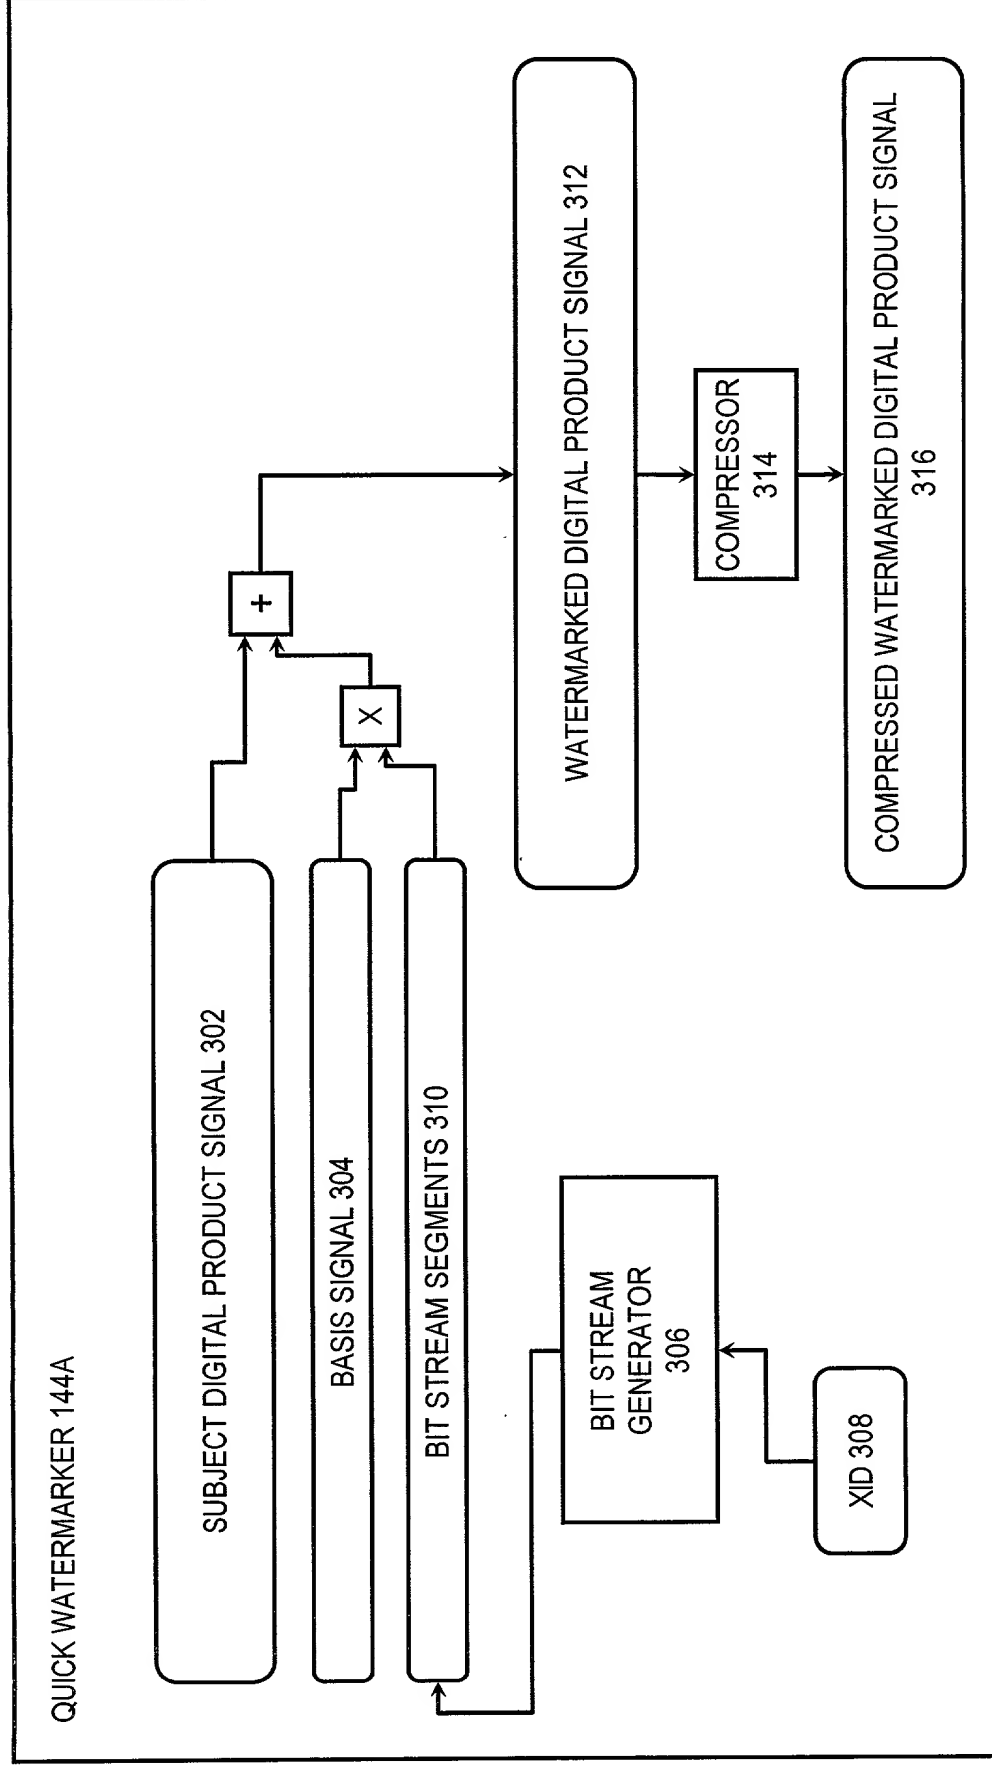 QUICK WATERMARKER 144A
SUBJECT DIGITAL PRODUCT SIGNAL 302
BASIS SIGNAL 304
BIT STREAM SEGMENTS 310
BIT STREAM
GENERATOR
306
XID 308
X
+
WATERMARKED DIGITAL PRODUCT SIGNAL 312
COMPRESSOR
314
COMPRESSED WATERMARKED DIGITAL PRODUCT SIGNAL
316